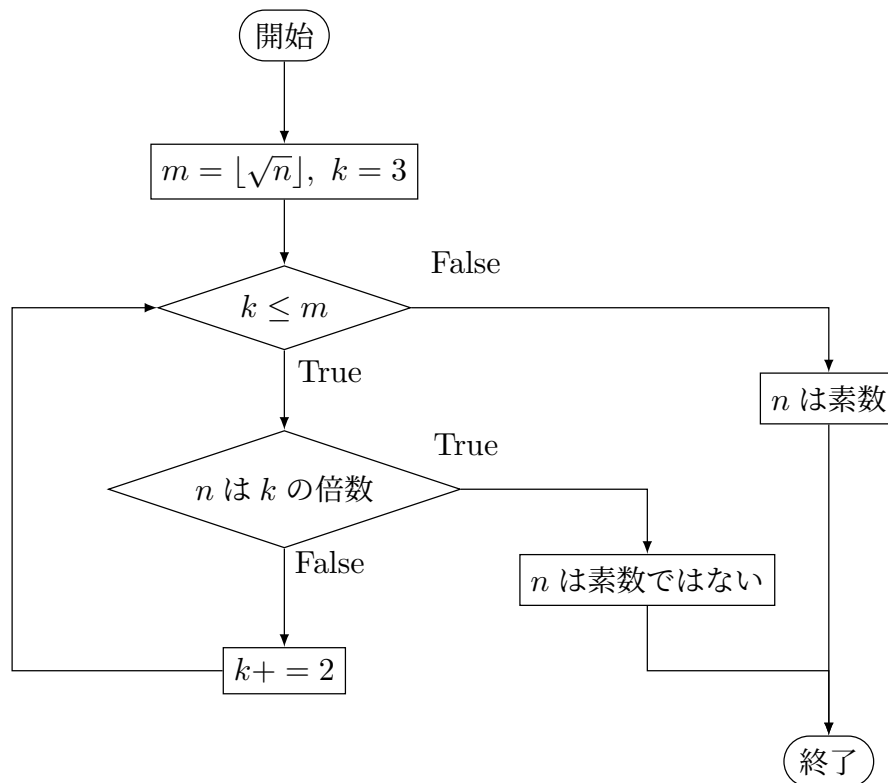 開始
m = ⌊√n⌋, k = 3
False
k ≤ m
True
n は素数
True
n は k の倍数
False
n は素数ではない
k+ = 2
終了